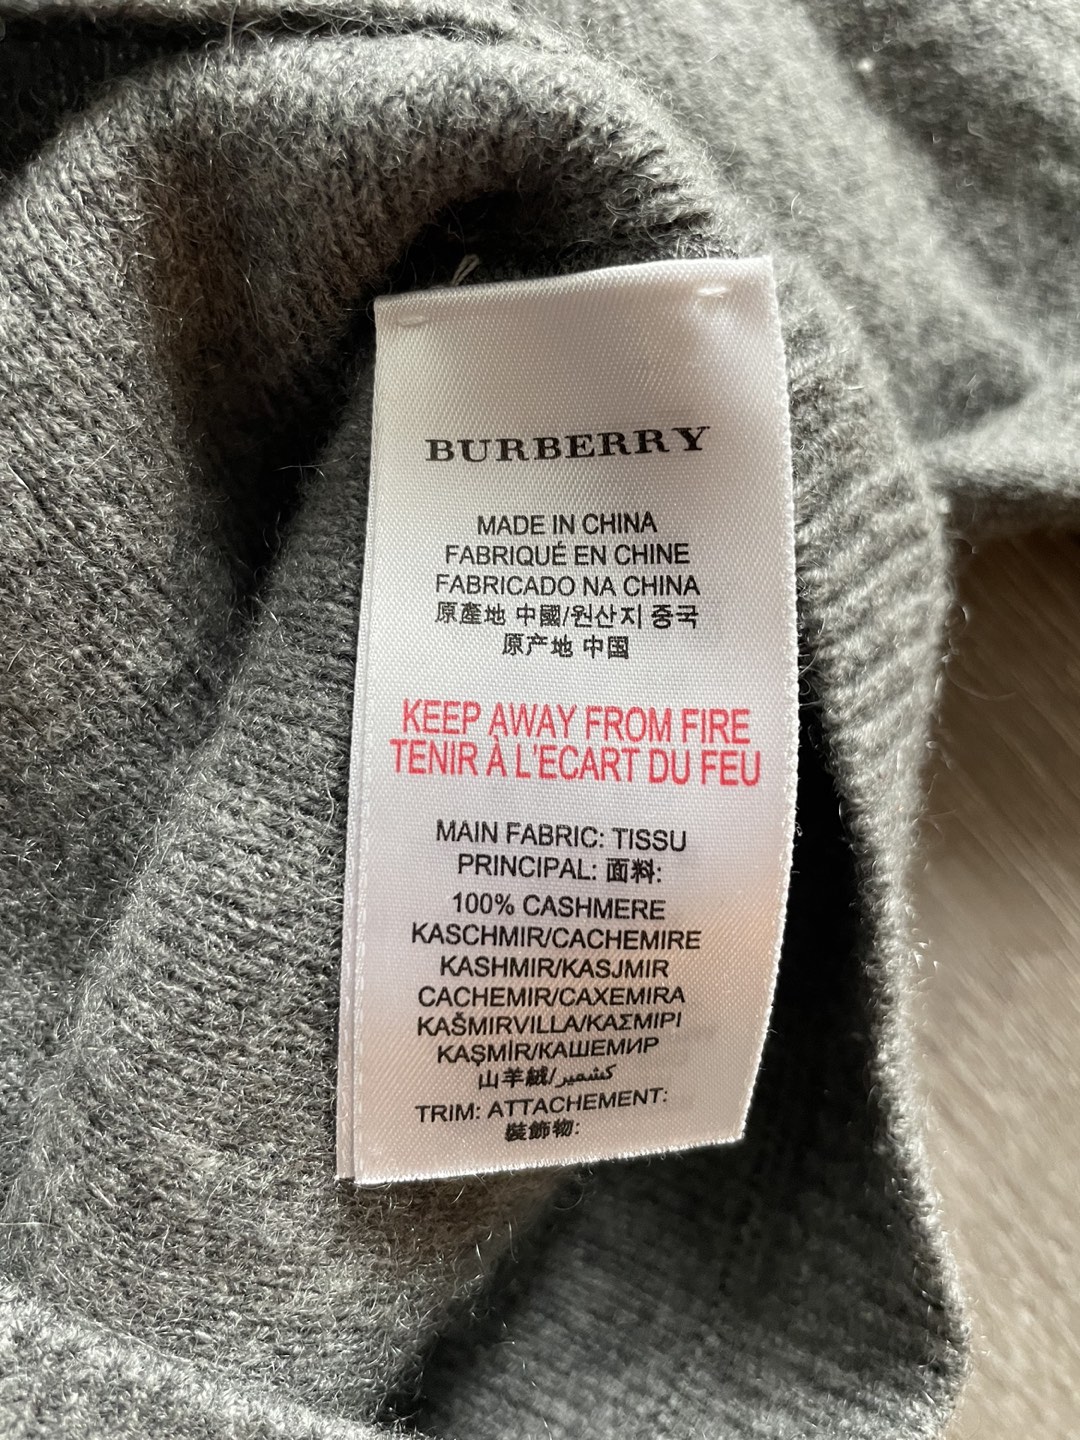 BURBERRY
MADE IN CHINA
FABRIQUÉ EN CHINE
FABRICADO NA CHINA
原產地 中國/원산지 중국
原产地 中国
KEEP AWAY FROM FIRE
TENIR À L'ECART DU FEU
MAIN FABRIC: TISSU
PRINCIPAL: 面料:
100% CASHMERE
KASCHMIR/CACHEMIRE
KASHMIR/KASJMIR
CACHEMIR/CAXEMIRA
KAŠMIRVILLA/ΚΑΣΜΙΡΙ
KAŞMİR/КАШЕМИР
山羊絨/كشمير
TRIM: ATTACHEMENT:
裝飾物: